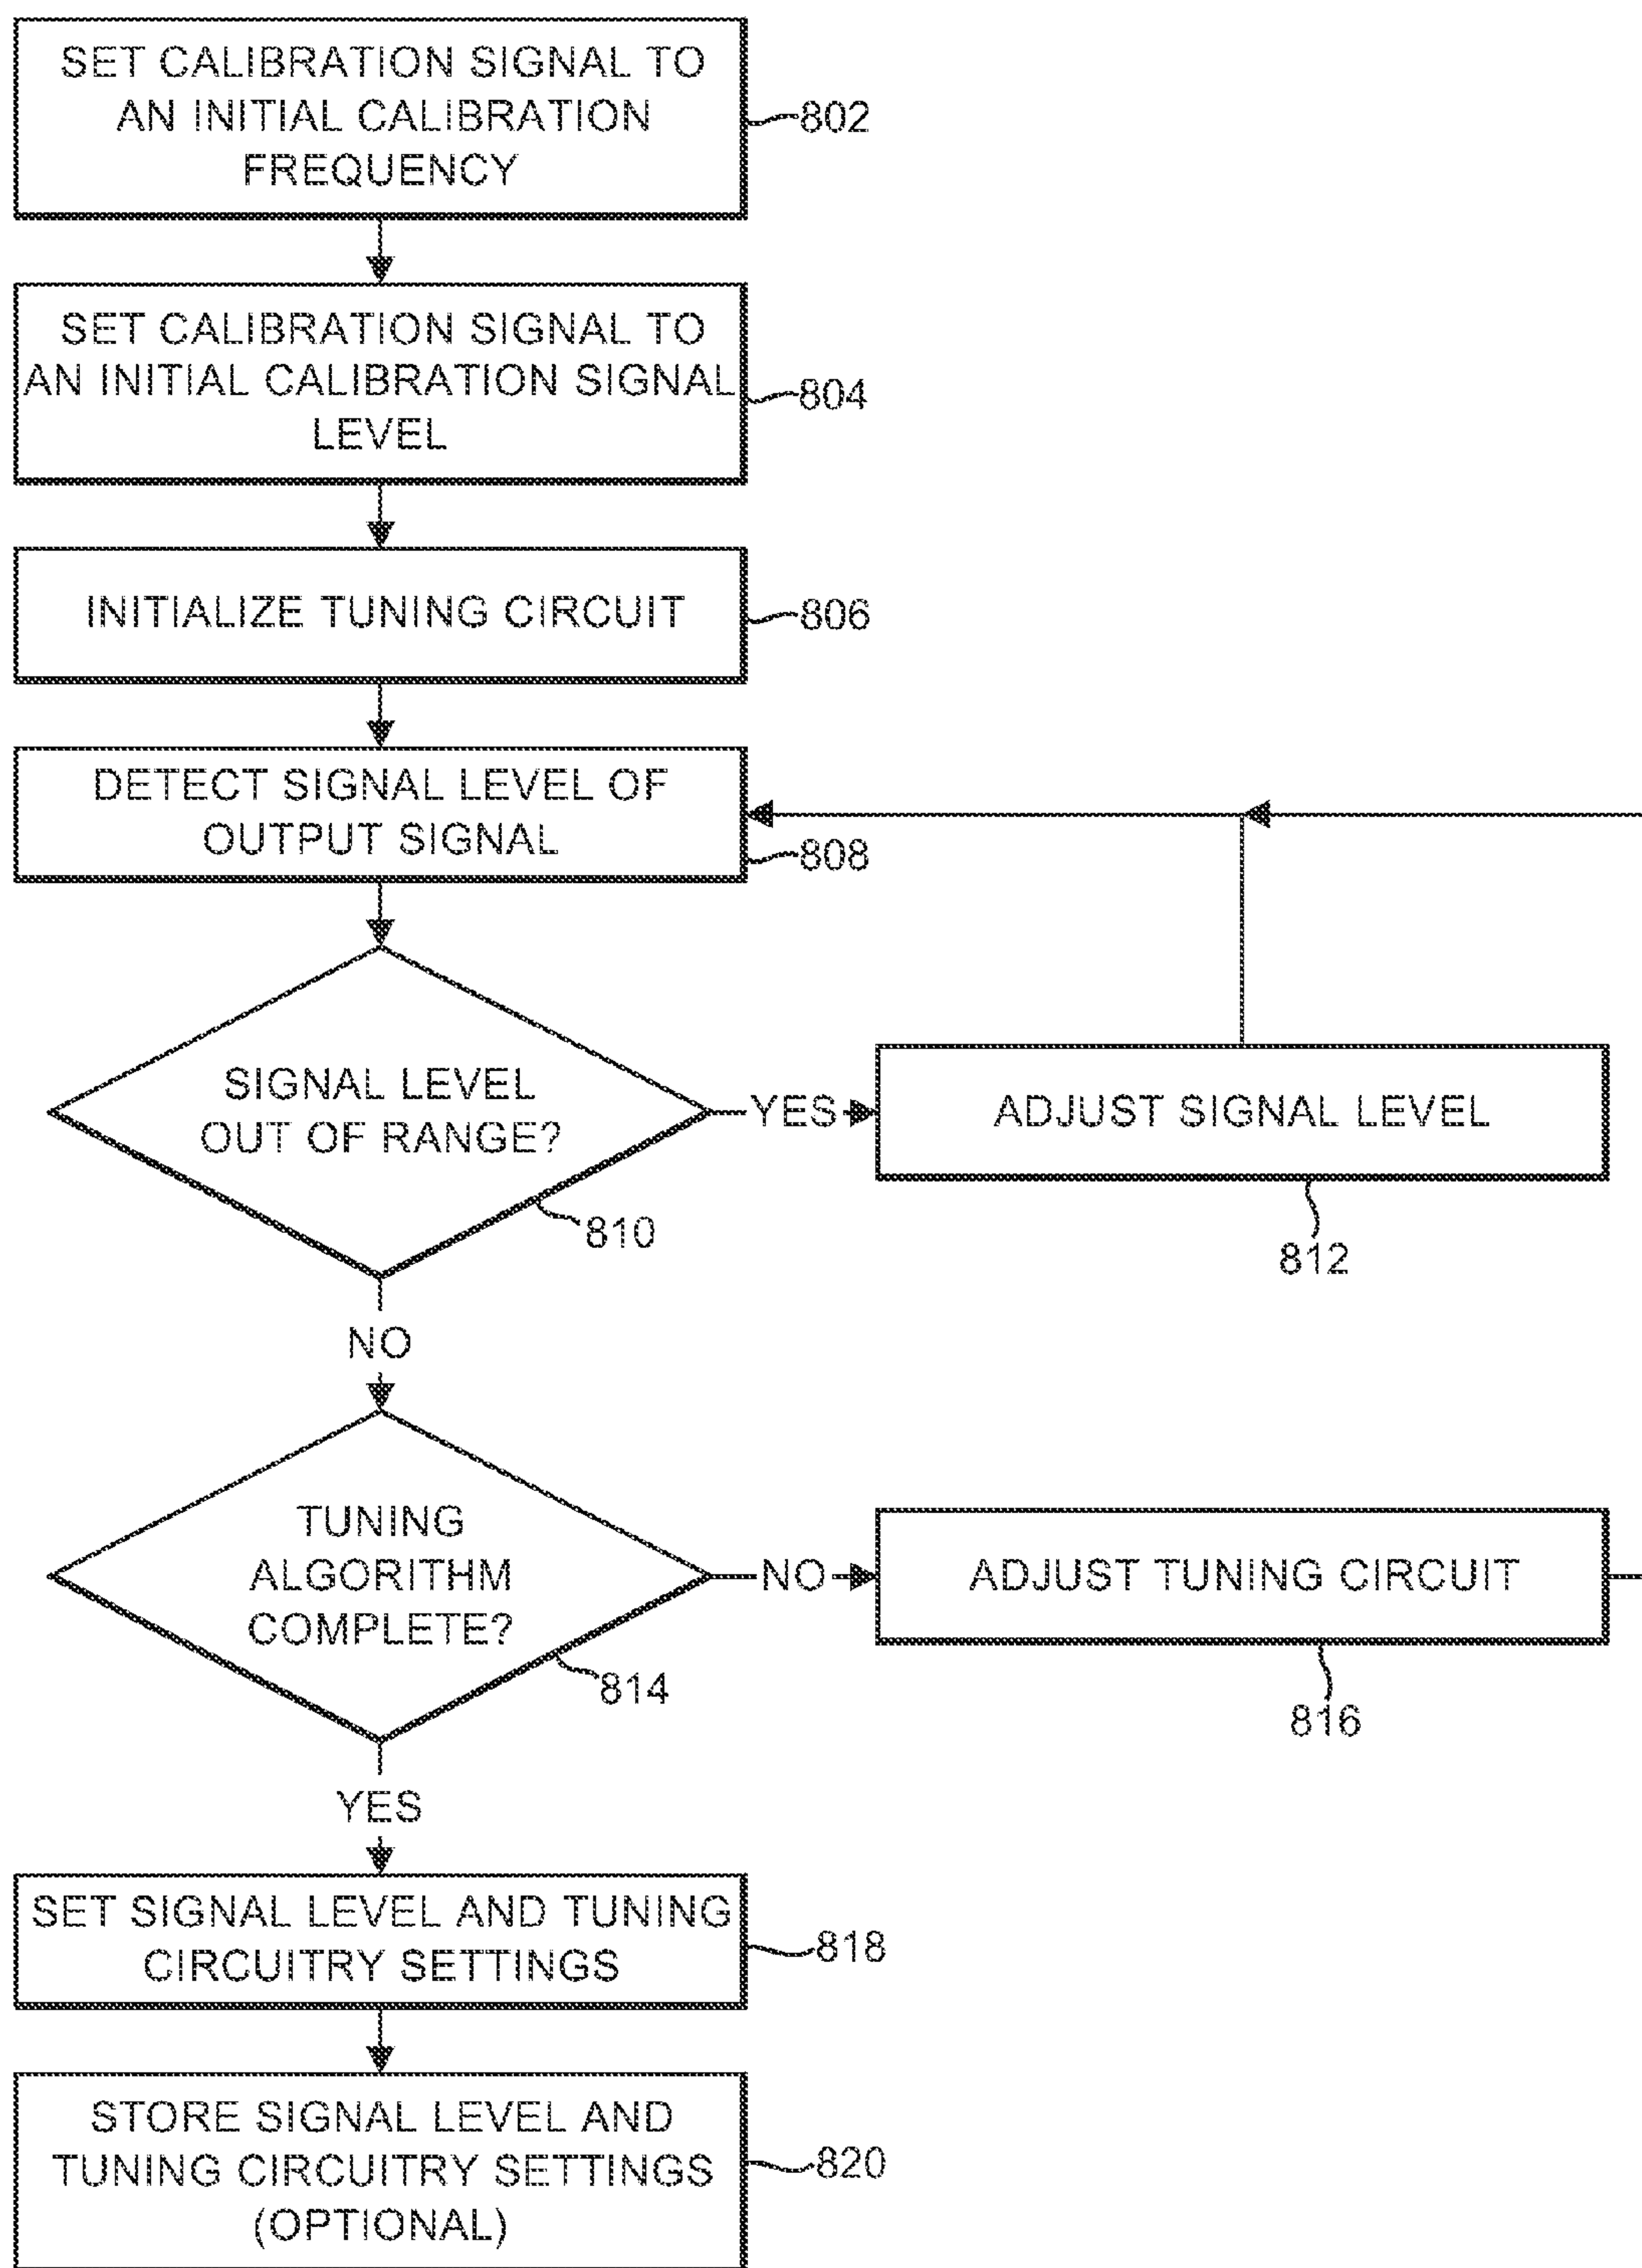 SET CALIBRATION SIGNAL TO
AN INITIAL CALIBRATION
FREQUENCY
802
SET CALIBRATION SIGNAL TO
AN INITIAL CALIBRATION SIGNAL
LEVEL
804
INITIALIZE TUNING CIRCUIT
806
DETECT SIGNAL LEVEL OF
OUTPUT SIGNAL
808
SIGNAL LEVEL
OUT OF RANGE?
810
YES
ADJUST SIGNAL LEVEL
812
NO
TUNING
ALGORITHM
COMPLETE?
814
NO
ADJUST TUNING CIRCUIT
816
YES
SET SIGNAL LEVEL AND TUNING
CIRCUITRY SETTINGS
818
STORE SIGNAL LEVEL AND
TUNING CIRCUITRY SETTINGS
(OPTIONAL)
820